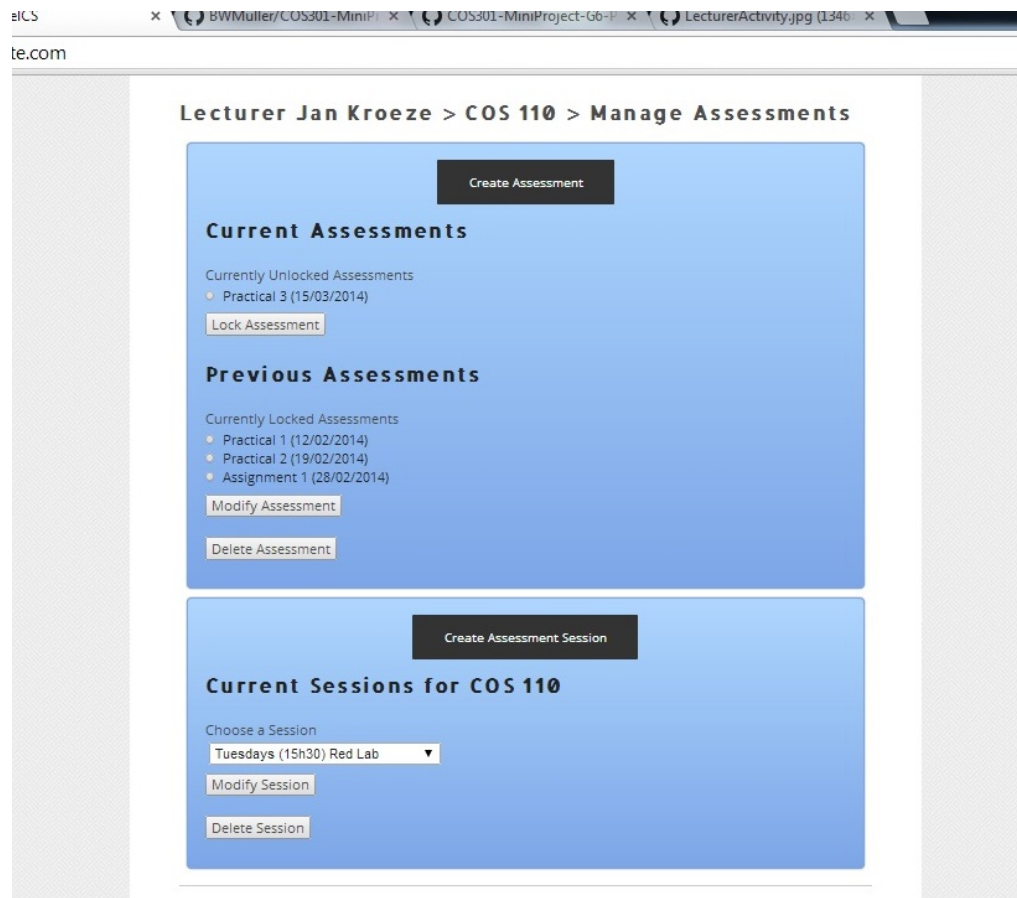 elCS × BWMuller/COS301-MiniPr × COS301-MiniProject-G6-P × LecturerActivity.jpg (1346 ×
te.com
Lecturer Jan Kroeze > COS 110 > Manage Assessments
Create Assessment
Current Assessments
Currently Unlocked Assessments
Practical 3 (15/03/2014)
Lock Assessment
Previous Assessments
Currently Locked Assessments
Practical 1 (12/02/2014)
Practical 2 (19/02/2014)
Assignment 1 (28/02/2014)
Modify Assessment
Delete Assessment
Create Assessment Session
Current Sessions for COS 110
Choose a Session
Tuesdays (15h30) Red Lab
Modify Session
Delete Session